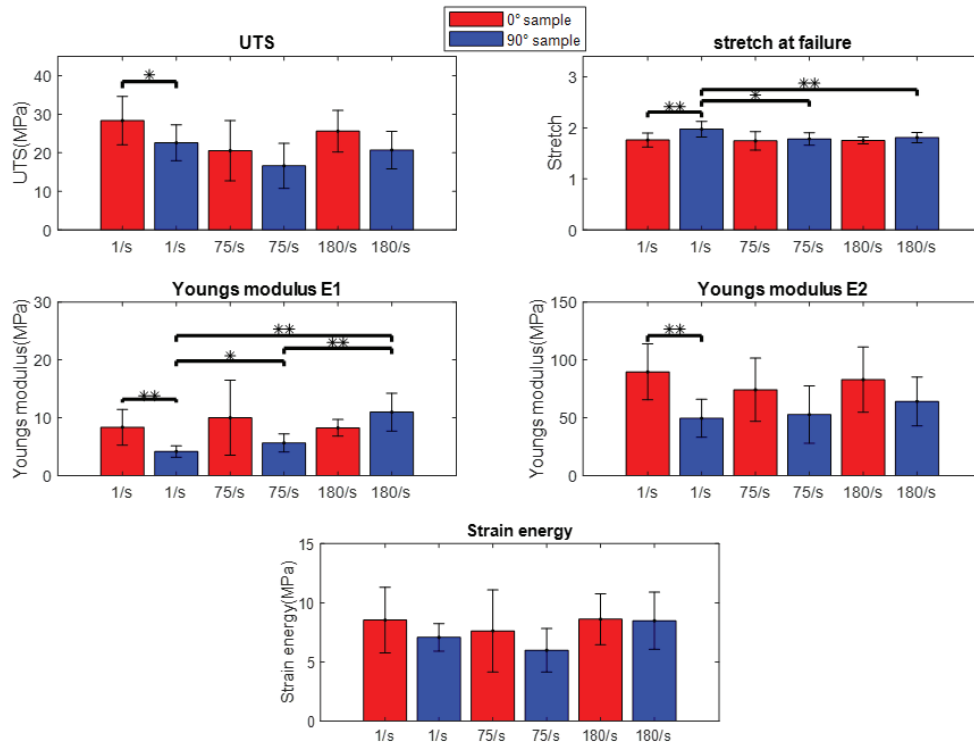 0° sample
90° sample
UTS
UTS(MPa)
40
30
20
10
0
*
1/s 1/s 75/s 75/s 180/s 180/s
stretch at failure
Stretch
3
2
1
0
**
*
**
1/s 1/s 75/s 75/s 180/s 180/s
Youngs modulus E1
Youngs modulus(MPa)
30
20
10
0
**
*
**
**
1/s 1/s 75/s 75/s 180/s 180/s
Youngs modulus E2
Youngs modulus(MPa)
150
100
50
0
**
1/s 1/s 75/s 75/s 180/s 180/s
Strain energy
Strain energy(MPa)
15
10
5
0
1/s 1/s 75/s 75/s 180/s 180/s